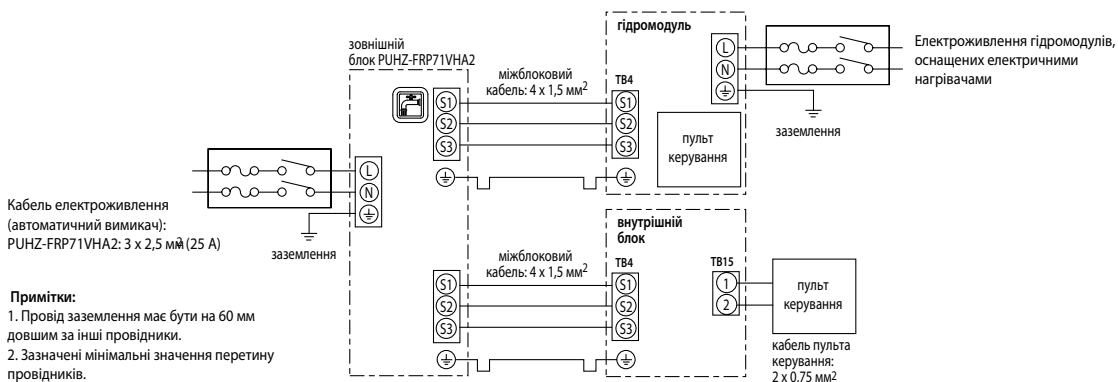 зовнішній
блок PUHZ-FRP71VHA2
S1
S2
S3
L
N
Кабель електроживлення
(автоматичний вимикач):
PUHZ-FRP71VHA2: 3 x 2,5 мм2 (25 А)
заземлення
S1
S2
S3
Примітки:
1. Провід заземлення має бути на 60 мм
довшим за інші провідники.
2. Зазначені мінімальні значення перетину
провідників.
міжблоковий
кабель: 4 x 1,5 мм2
гідромодуль
TB4
S1
S2
S3
L
N
пульт
керування
Електроживлення гідромодулів,
оснащених електричними
нагрівачами
заземлення
міжблоковий
кабель: 4 x 1,5 мм2
внутрішній
блок
TB4
S1
S2
S3
TB15
1
2
пульт
керування
кабель пульта
керування:
2 x 0,75 мм2